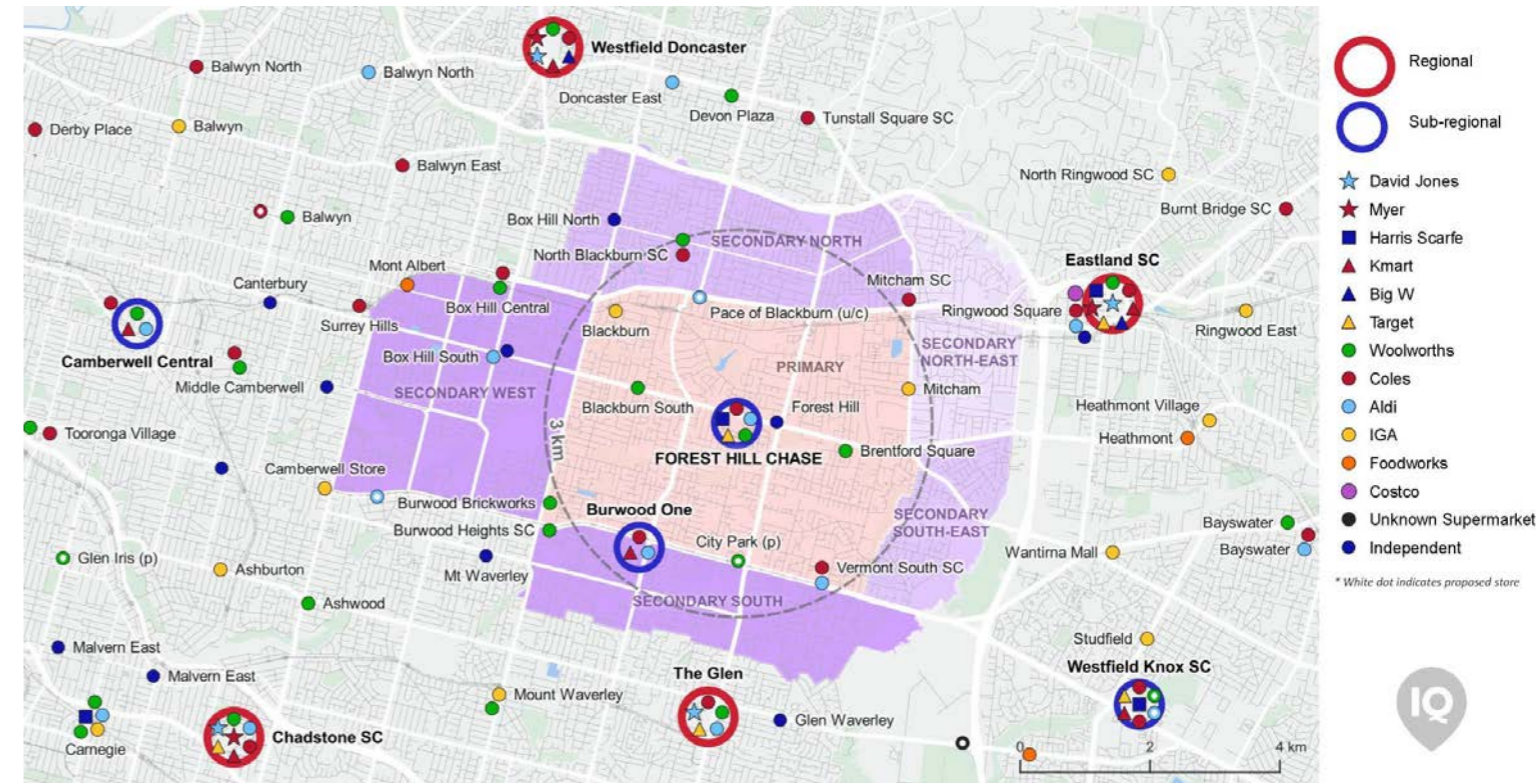 Westfield Doncaster
Balwyn North
Balwyn North
Doncaster East
Devon Plaza
Tunstall Square SC
Derby Place
Balwyn
Balwyn East
North Ringwood SC
Burnt Bridge SC
Balwyn
Box Hill North
SECONDARY NORTH
North Blackburn SC
Mont Albert
Mitcham SC
Eastland SC
Canterbury
Box Hill Central
Pace of Blackburn (u/c)
Ringwood Square
Surrey Hills
Blackburn
Ringwood East
Camberwell Central
Box Hill South
SECONDARY
NORTH-EAST
PRIMARY
Middle Camberwell
SECONDARY WEST
Mitcham
Blackburn South
Forest Hill
Heathmont Village
Tooronga Village
3 km
Heathmont
FOREST HILL CHASE
Brentford Square
Camberwell Store
Burwood Brickworks
Burwood One
SECONDARY
SOUTH-EAST
Burwood Heights SC
City Park (p)
Bayswater
Glen Iris (p)
Wantirna Mall
Bayswater
Ashburton
Mt Waverley
Vermont South SC
Ashwood
SECONDARY SOUTH
Studfield
Malvern East
Westfield Knox SC
Malvern East
The Glen
Mount Waverley
Glen Waverley
Chadstone SC
Carnegie
0 2 4 km
Regional
Sub-regional
David Jones
Myer
Harris Scarfe
Kmart
Big W
Target
Woolworths
Coles
Aldi
IGA
Foodworks
Costco
Unknown Supermarket
Independent
* White dot indicates proposed store
IQ